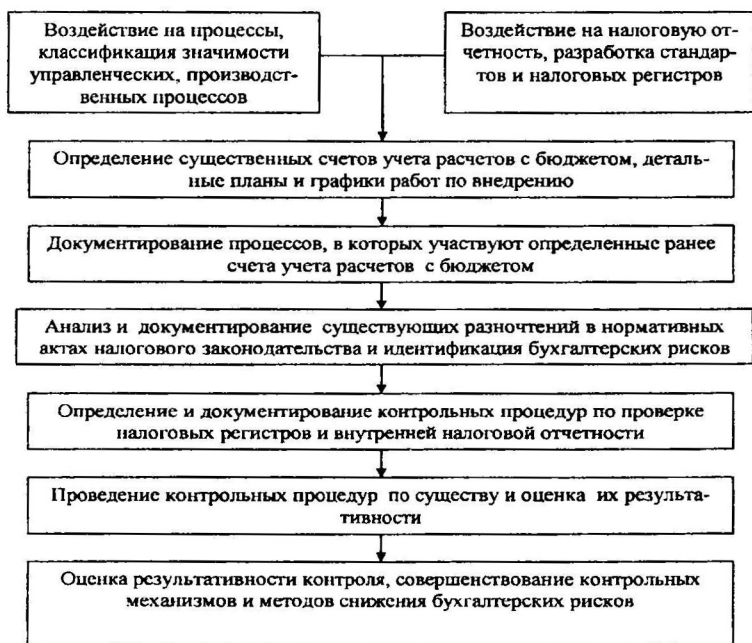 Воздействие на процессы,
классификация значимости
управленческих, производст-
венных процессов
Воздействие на налоговую от-
четность, разработка стандар-
тов и налоговых регистров
Определение существенных счетов учета расчетов с бюджетом, деталь-
ные планы и графики работ по внедрению
Документирование процессов, в которых участвуют определенные ранее
счета учета расчетов с бюджетом
Анализ и документирование существующих разночтений в нормативных
актах налогового законодательства и идентификация бухгалтерских рисков
Определение и документирование контрольных процедур по проверке
налоговых регистров и внутренней налоговой отчетности
Проведение контрольных процедур по существу и оценка их результа-
тивности
Оценка результативности контроля, совершенствование контрольных
механизмов и методов снижения бухгалтерских рисков